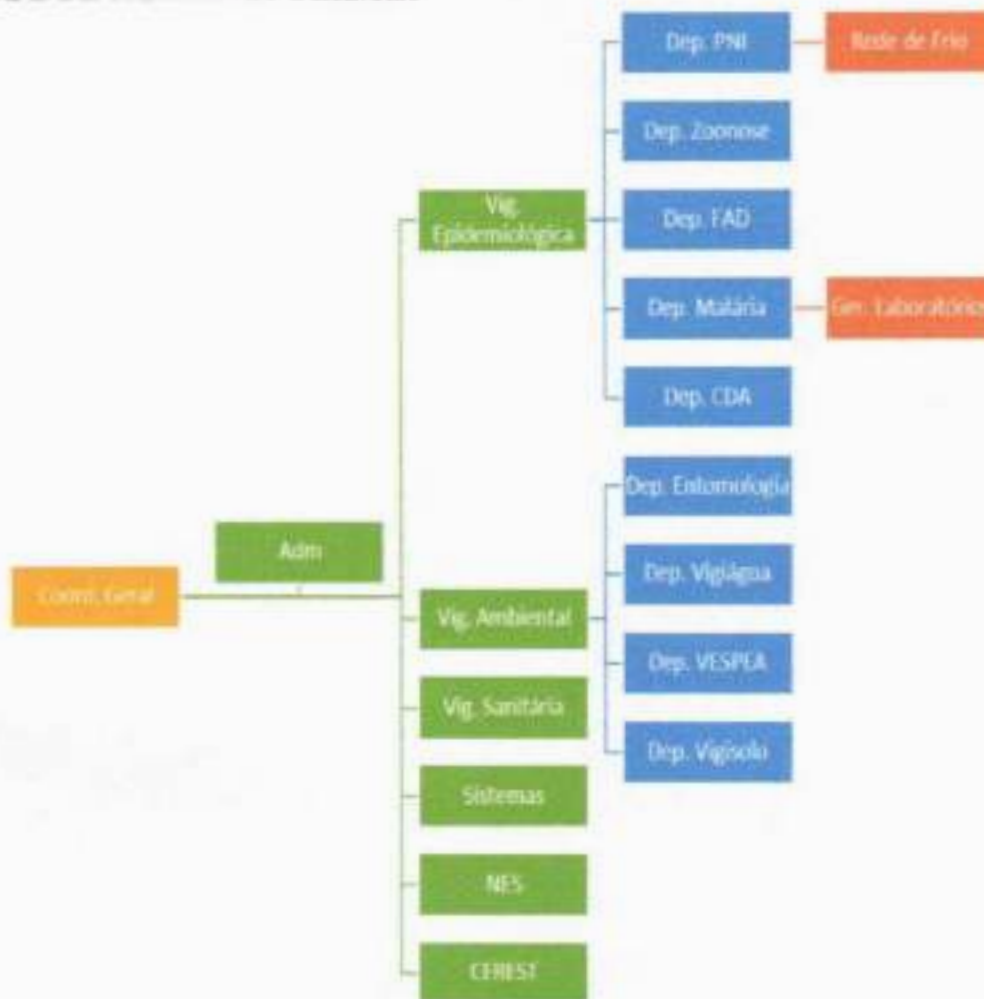 Dep. PNI
Rede de Frio
Dep. Zoonose
Vig.
Epidemiológica
Dep. FAD
Dep. Malária
Ger. Laboratórios
Dep. CDA
Dep. Entomologia
Adm
Coord. Geral
Dep. Vigiágua
Vig. Ambiental
Dep. VESPEA
Vig. Sanitária
Dep. Vigisolo
Sistemas
NES
CEREST